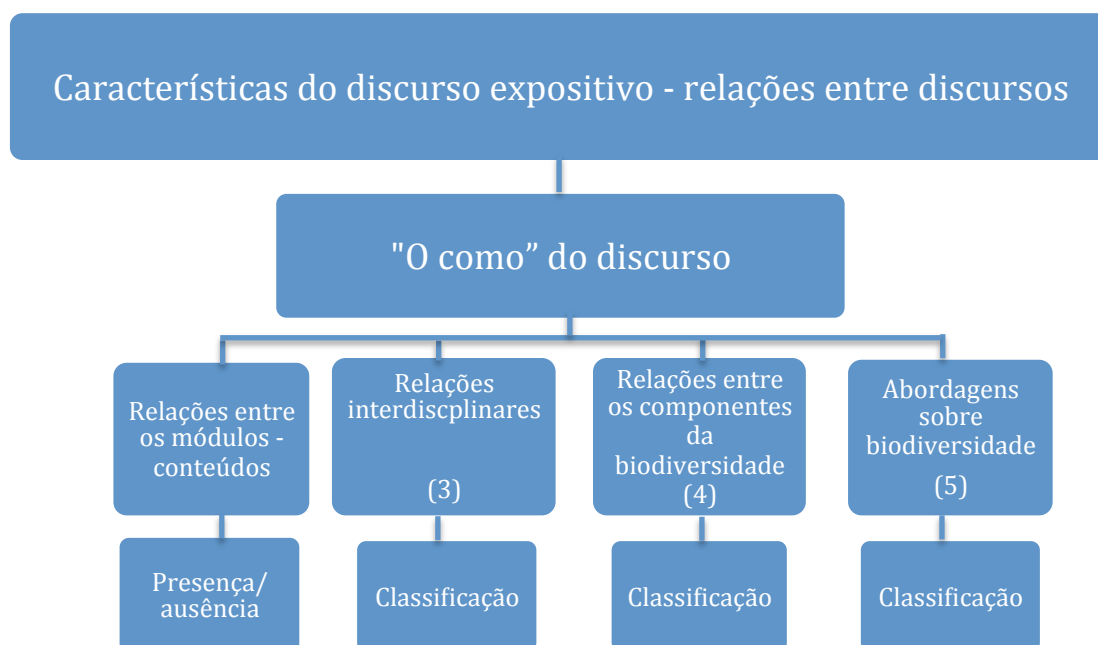 Características do discurso expositivo - relações entre discursos
"O como” do discurso
Relações entre
os módulos -
conteúdos
Relações
interdiscplinares
(3)
Relações entre
os componentes
da
biodiversidade
(4)
Abordagens
sobre
biodiversidade
(5)
Presença/
ausência
Classificação
Classificação
Classificação